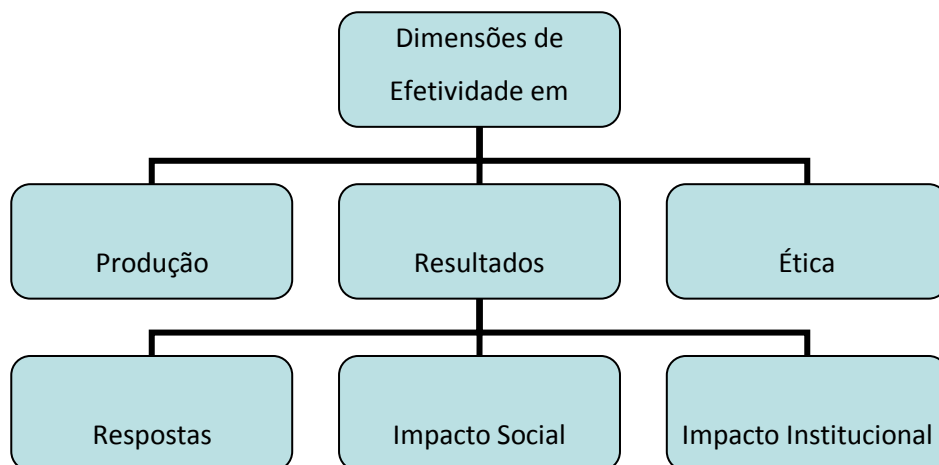 Dimensões de
Efetividade em
Produção
Resultados
Ética
Respostas
Impacto Social
Impacto Institucional